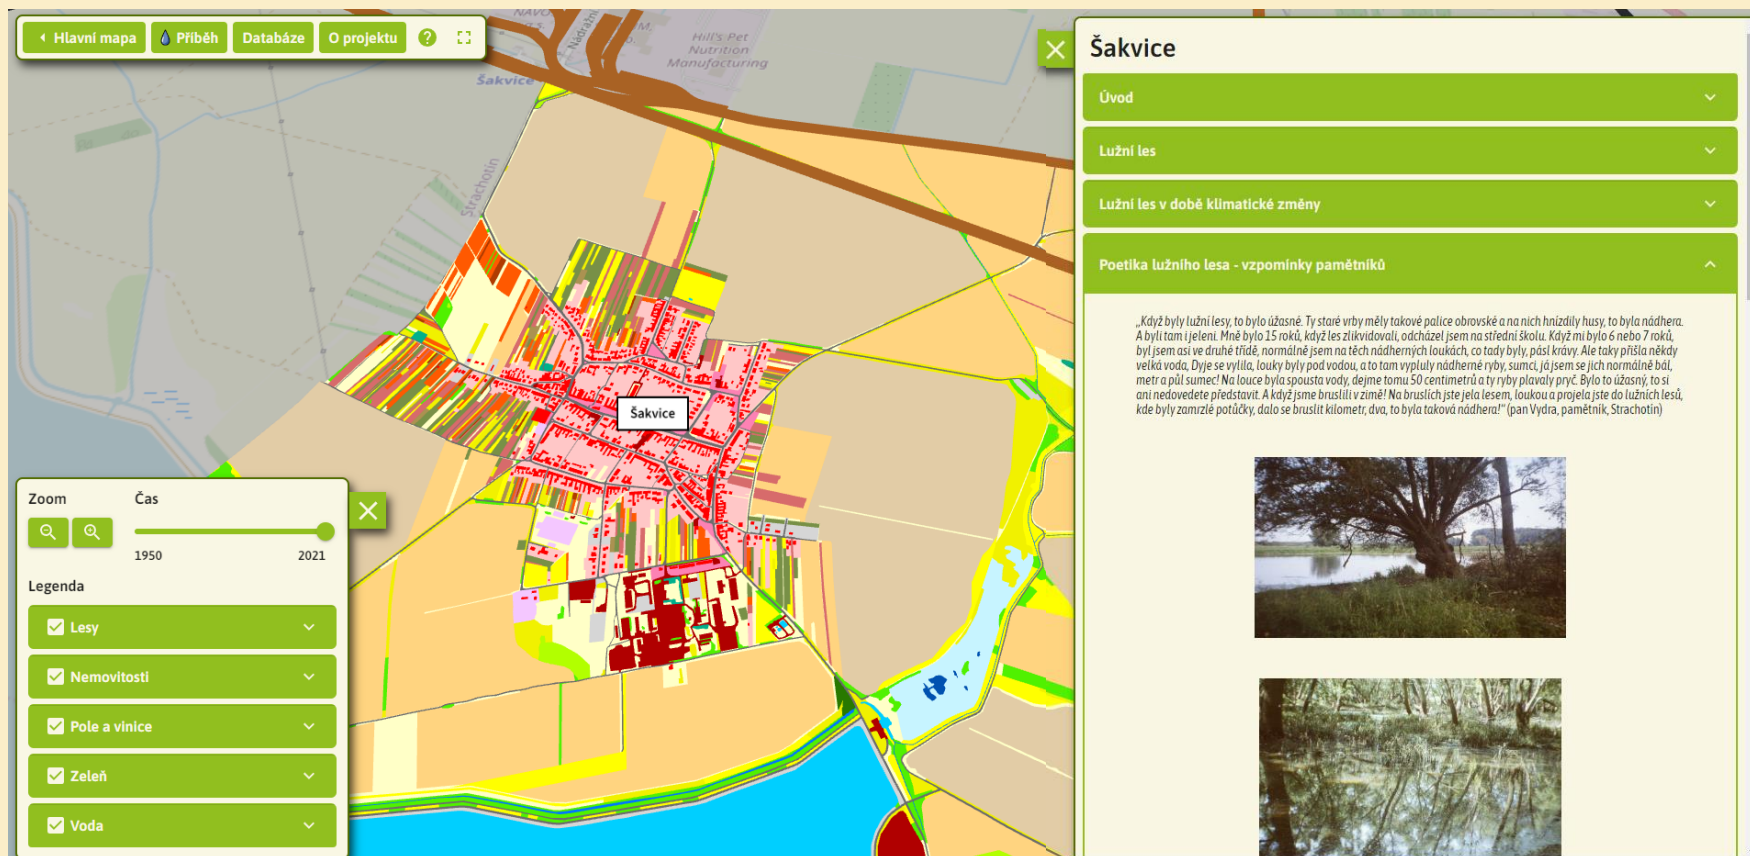 Hlavní mapa
Příběh
Databáze
O projektu
?
Nádražní
Hill's Pet
Nutrition
Manufacturing
Šakvice
Strachotín
Šakvice
Zoom
Čas
1950
2021
Legenda
Lesy
Nemovitosti
Pole a vinice
Zeleň
Voda
Šakvice
Úvod
Lužní les
Lužní les v době klimatické změny
Poetika lužního lesa - vzpomínky pamětníků
„Když byly lužní lesy, to bylo úžasné. Ty staré vrby měly takové palice obrovské a na nich hnízdily husy, to byla nádhera.
A byli tam i jeleni. Mně bylo 15 roků, když les zlikvidovali, odcházel jsem na střední školu. Když mi bylo 6 nebo 7 roků,
byl jsem asi ve druhé třídě, normálně jsem na těch nádherných loukách, co tady byly, pásl krávy. Ale taky přišla někdy
velká voda, Dyje se vylila, louky byly pod vodou, a to tam vypluly nádherné ryby, sumci, já jsem se jich normálně bál,
metr a půl sumec! Na louce byla spousta vody, dejme tomu 50 centimetrů a ty ryby plavaly pryč. Bylo to úžasný, to si
ani nedovedete představit. A když jsme bruslili v zimě! Na bruslích jste jela lesem, loukou a projela jste do lužních lesů,
kde byly zamrzlé potůčky, dalo se bruslit kilometr, dva, to byla taková nádhera!“ (pan Vydra, pamětník, Strachotín)